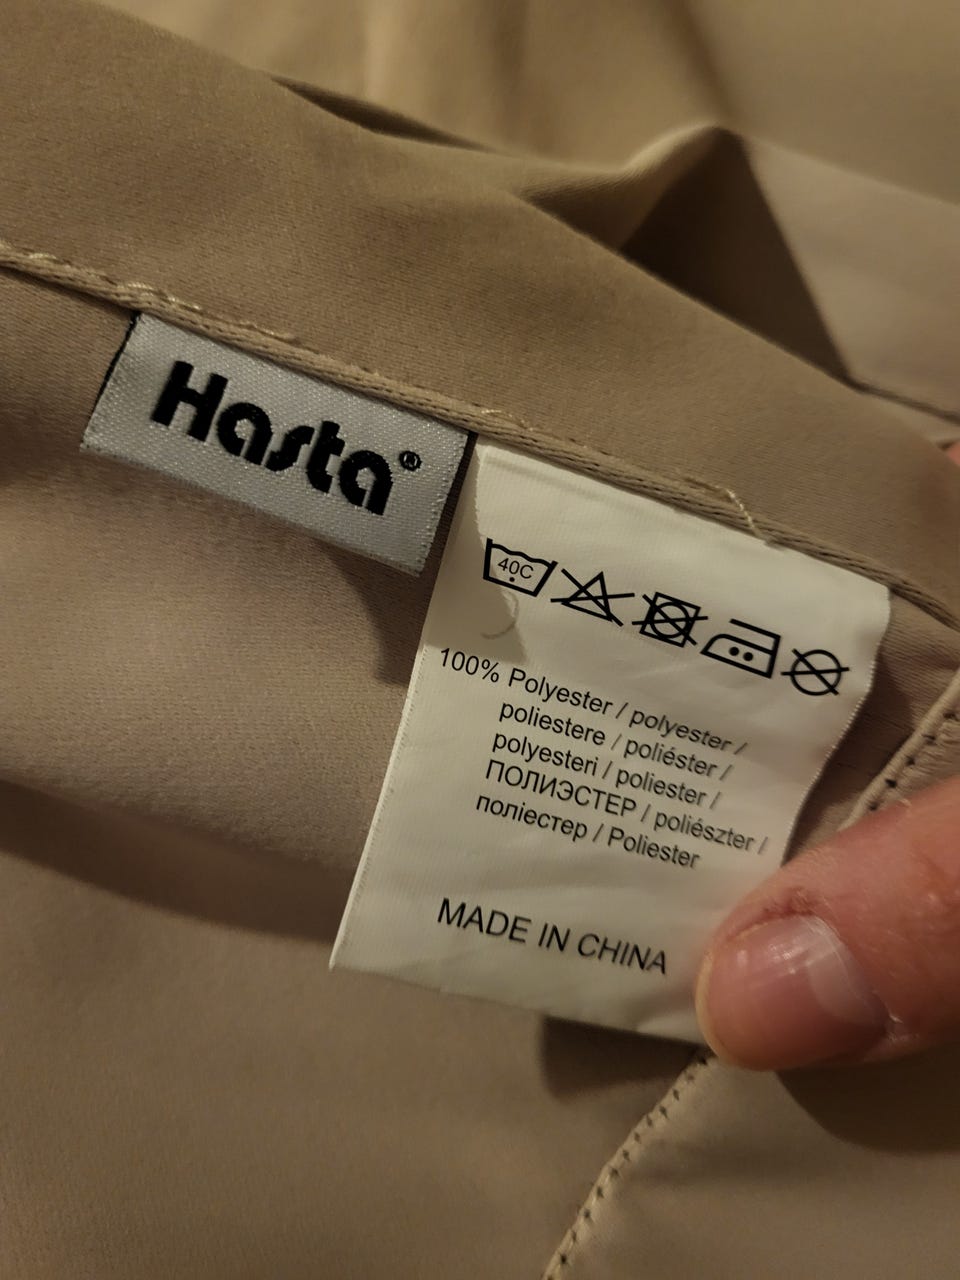 Hasta®
40C
100% Polyester / polyester /
poliestere / poliéster /
polyesteri / poliester /
ПОЛИЭСТЕР / poliészter /
поліестер / Poliester
MADE IN CHINA